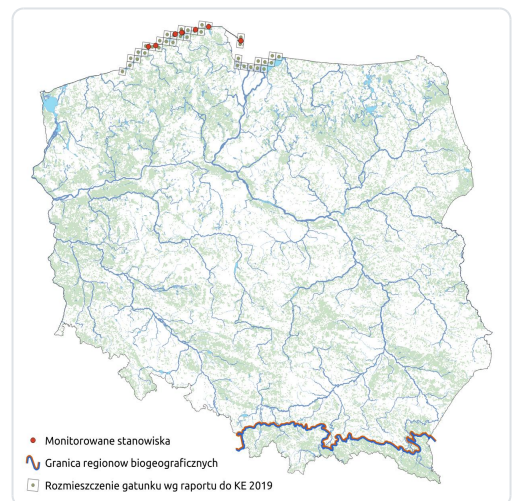 Monitorowane stanowiska
Granica regionow biogeograficznych
Rozmieszczenie gatunku wg raportu do KE 2019